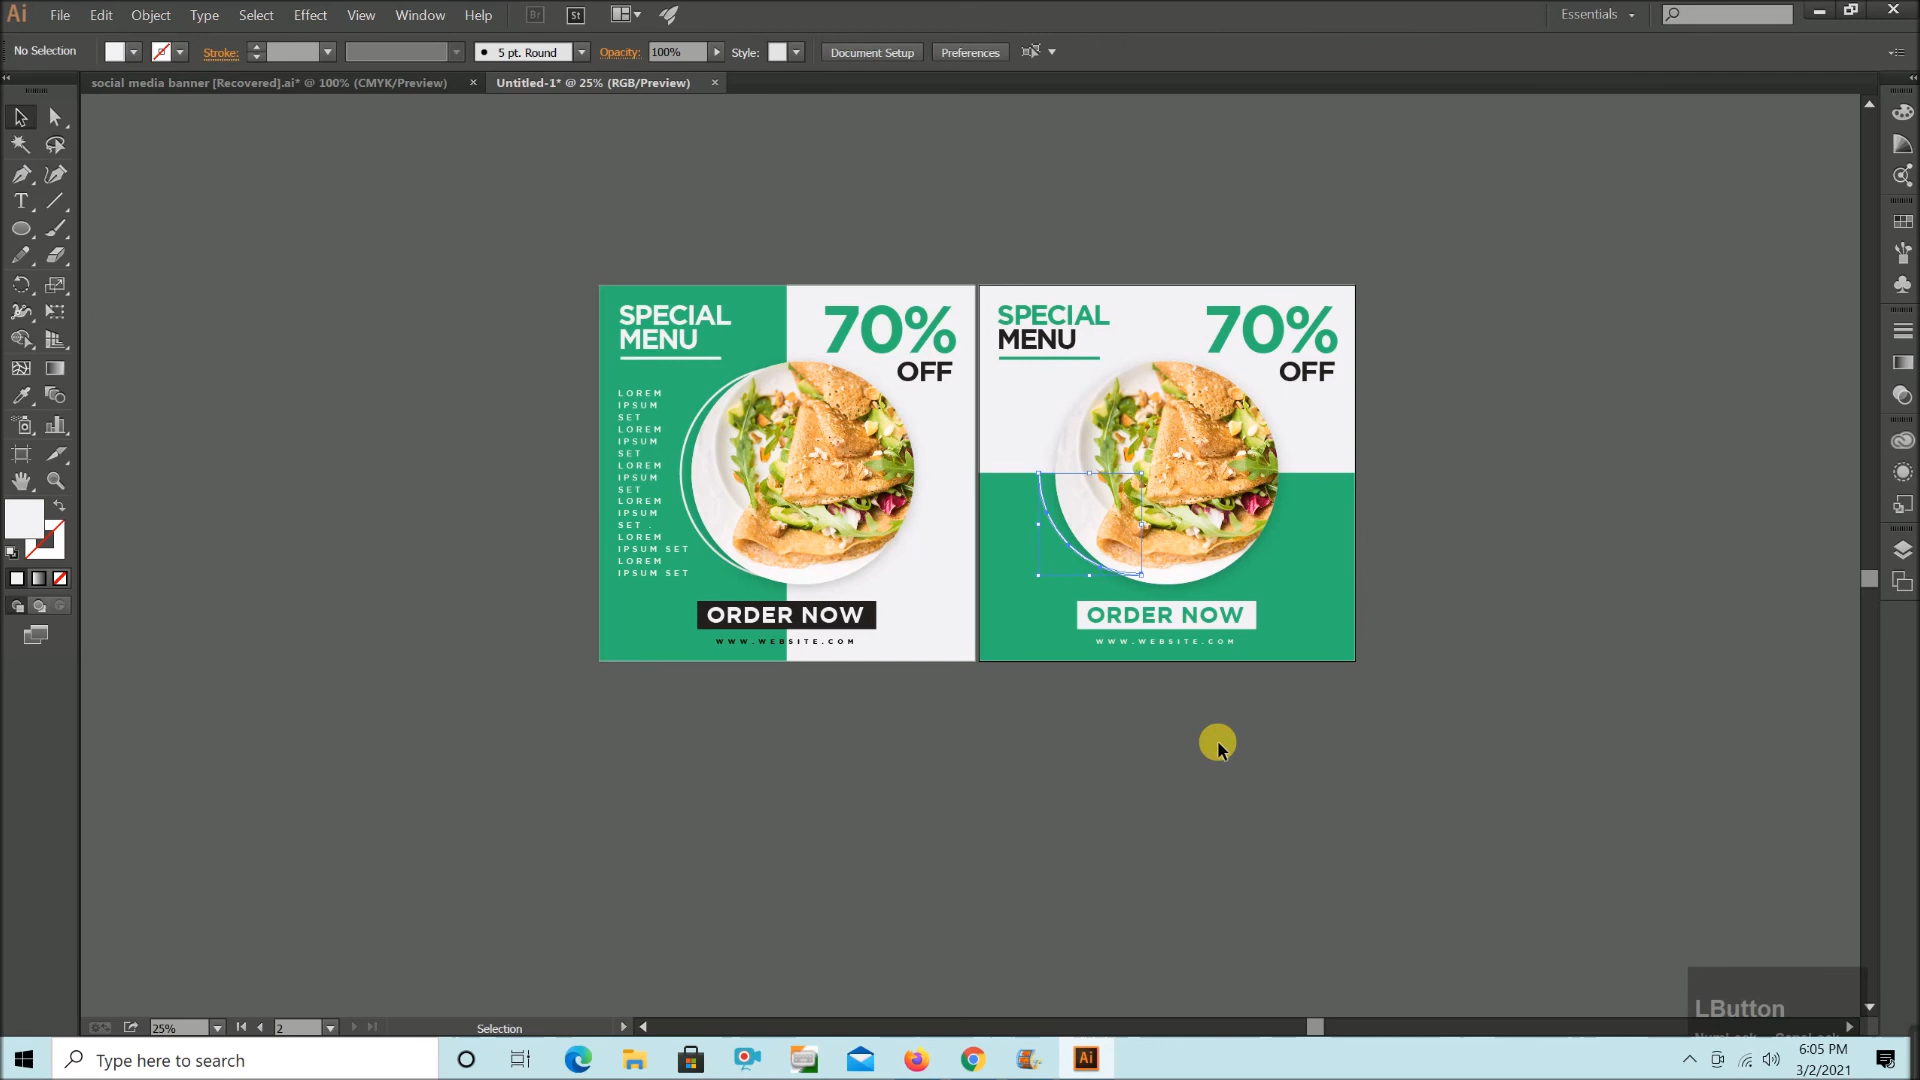 Ai File Edit Object Type Select Effect View Window Help Br St Essentials
No Selection Stroke: 5 pt. Round Opacity: 100% Style: Document Setup Preferences
social media banner [Recovered].ai* @ 100% (CMYK/Preview) × Untitled-1* @ 25% (RGB/Preview) ×
SPECIAL
MENU
70%
OFF
LOREM
IPSUM
SET
LOREM
IPSUM
SET
LOREM
IPSUM
SET
LOREM
IPSUM
SET .
LOREM
IPSUM SET
LOREM
IPSUM SET
ORDER NOW
WWW.WEBSITE.COM
SPECIAL
MENU
70%
OFF
ORDER NOW
WWW.WEBSITE.COM
LButton
25% 2 Selection
Type here to search
Ai
6:05 PM
3/2/2021